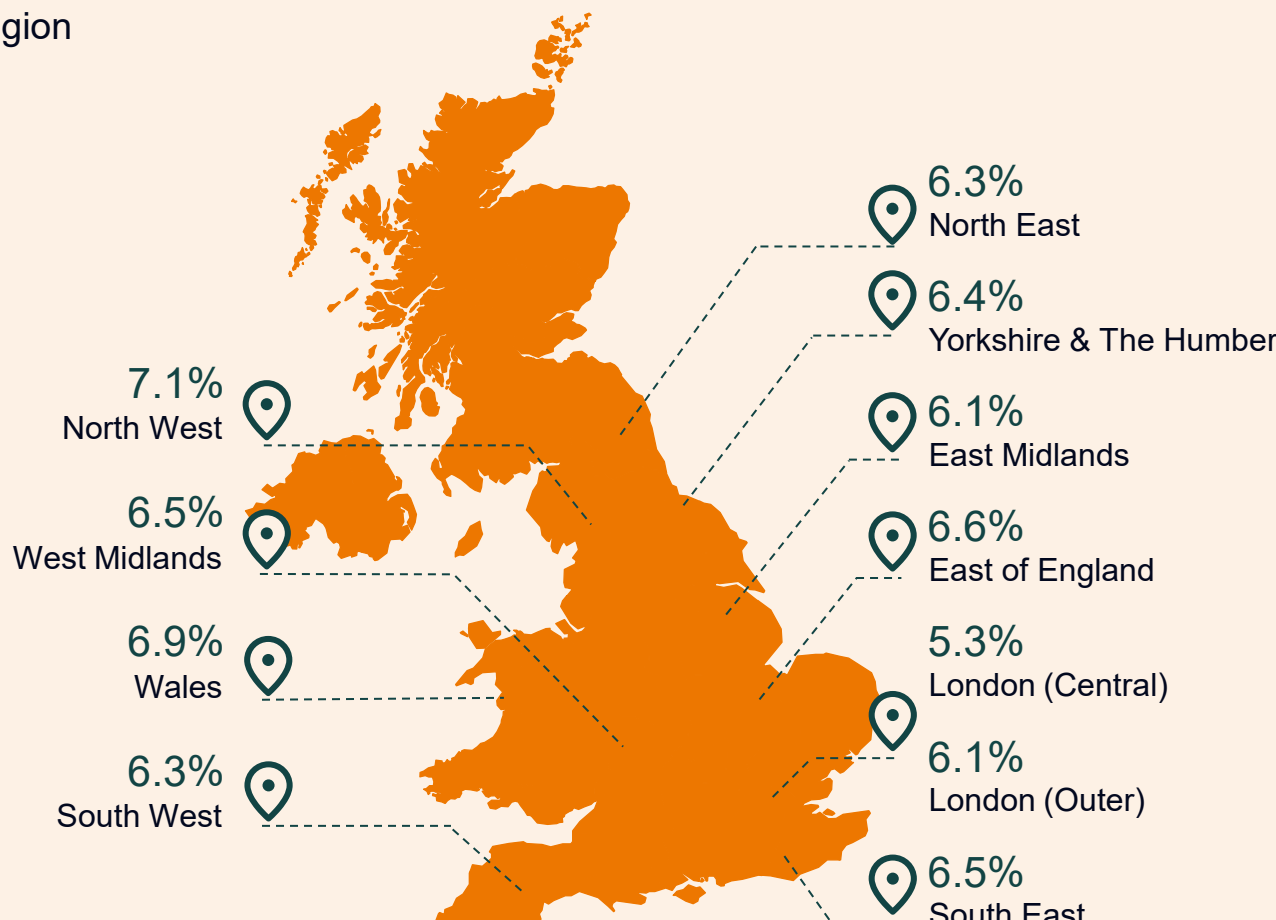 gion
7.1%
North West
6.5%
West Midlands
6.9%
Wales
6.3%
South West
6.3%
North East
6.4%
Yorkshire & The Humber
6.1%
East Midlands
6.6%
East of England
5.3%
London (Central)
6.1%
London (Outer)
6.5%
South East